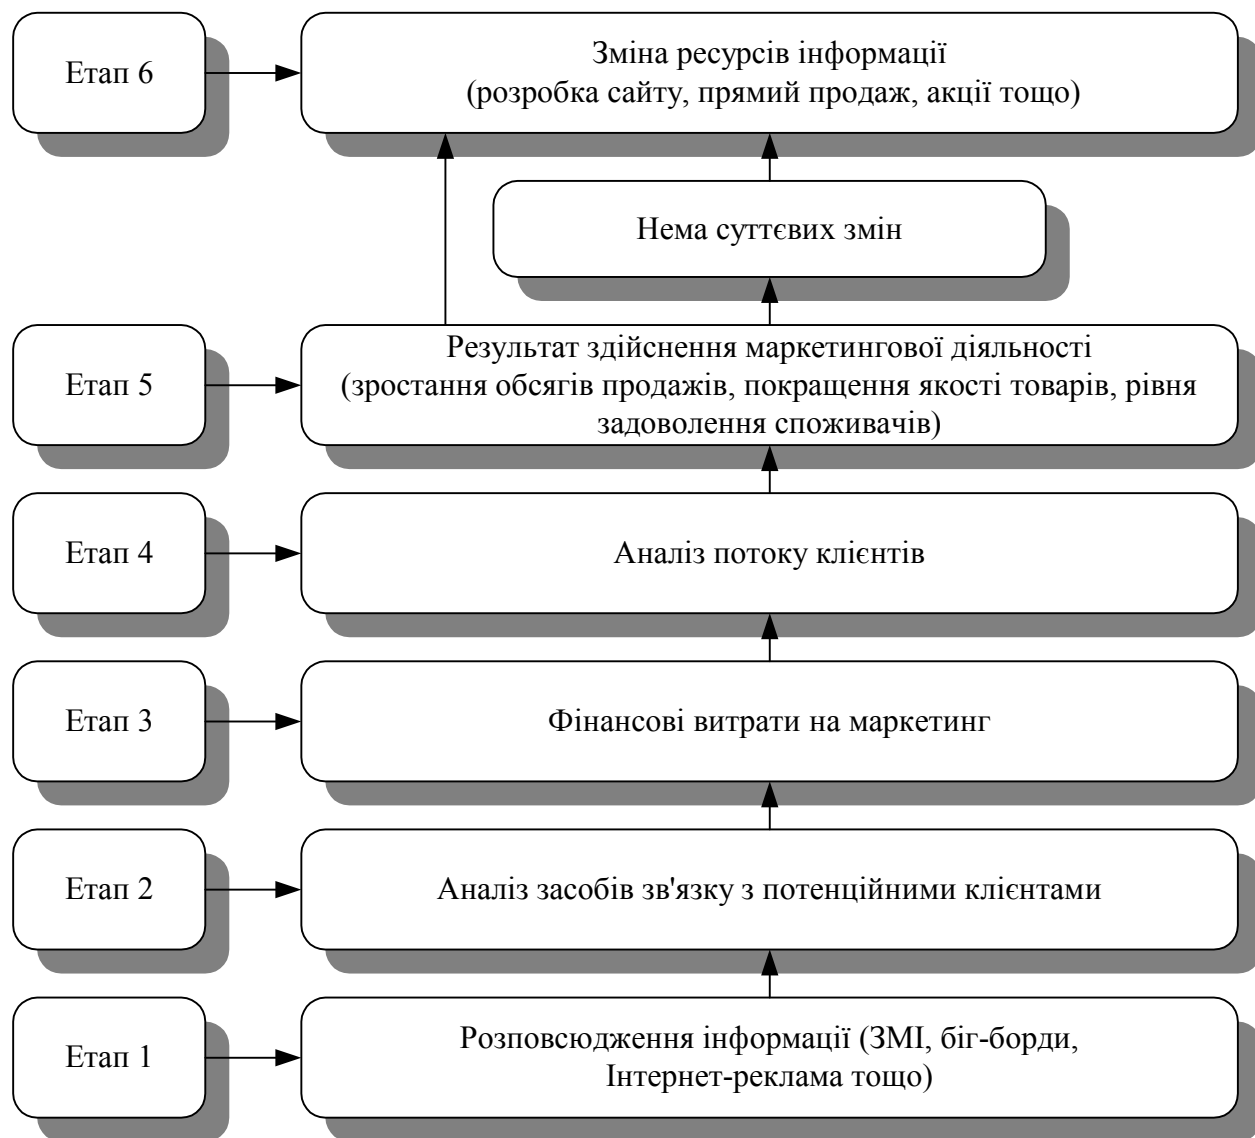 Етап 6
Зміна ресурсів інформації
(розробка сайту, прямий продаж, акції тощо)
Нема суттєвих змін
Етап 5
Результат здійснення маркетингової діяльності
(зростання обсягів продажів, покращення якості товарів, рівня
задоволення споживачів)
Етап 4
Аналіз потоку клієнтів
Етап 3
Фінансові витрати на маркетинг
Етап 2
Аналіз засобів зв'язку з потенційними клієнтами
Етап 1
Розповсюдження інформації (ЗМІ, біг-борди,
Інтернет-реклама тощо)